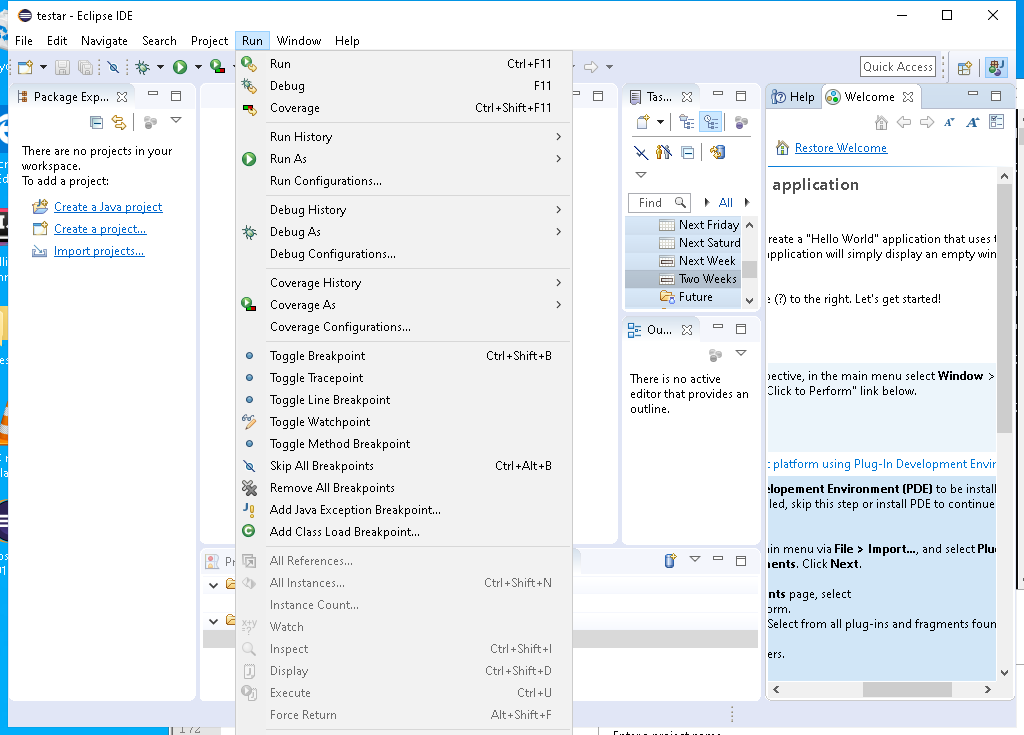 testar - Eclipse IDE
File Edit Navigate Search Project Run Window Help
Quick Access
Package Exp...
There are no projects in your
workspace.
To add a project:
Create a Java project
Create a project...
Import projects...
Run Ctrl+F11
Debug F11
Coverage Ctrl+Shift+F11
Run History
Run As
Run Configurations...
Debug History
Debug As
Debug Configurations...
Coverage History
Coverage As
Coverage Configurations...
Toggle Breakpoint Ctrl+Shift+B
Toggle Tracepoint
Toggle Line Breakpoint
Toggle Watchpoint
Toggle Method Breakpoint
Skip All Breakpoints Ctrl+Alt+B
Remove All Breakpoints
Add Java Exception Breakpoint...
Add Class Load Breakpoint...
All References...
All Instances... Ctrl+Shift+N
Instance Count...
Watch
Inspect Ctrl+Shift+I
Display Ctrl+Shift+D
Execute Ctrl+U
Force Return Alt+Shift+F
Tas...
Find All
Next Friday
Next Saturd
Next Week
Two Weeks
Future
Ou...
There is no active
editor that provides an
outline.
Help Welcome
Restore Welcome
application
reate a "Hello World" application that uses t
application will simply display an empty win
(?) to the right. Let's get started!
pective, in the main menu select Window >
Click to Perform" link below.
platform using Plug-In Development Envir
elopement Environment (PDE) to be install
led, skip this step or install PDE to continue
in menu via File > Import..., and select Plu
ents. Click Next.
nts page, select
orm.
Select from all plug-ins and fragments foun
ers.
172